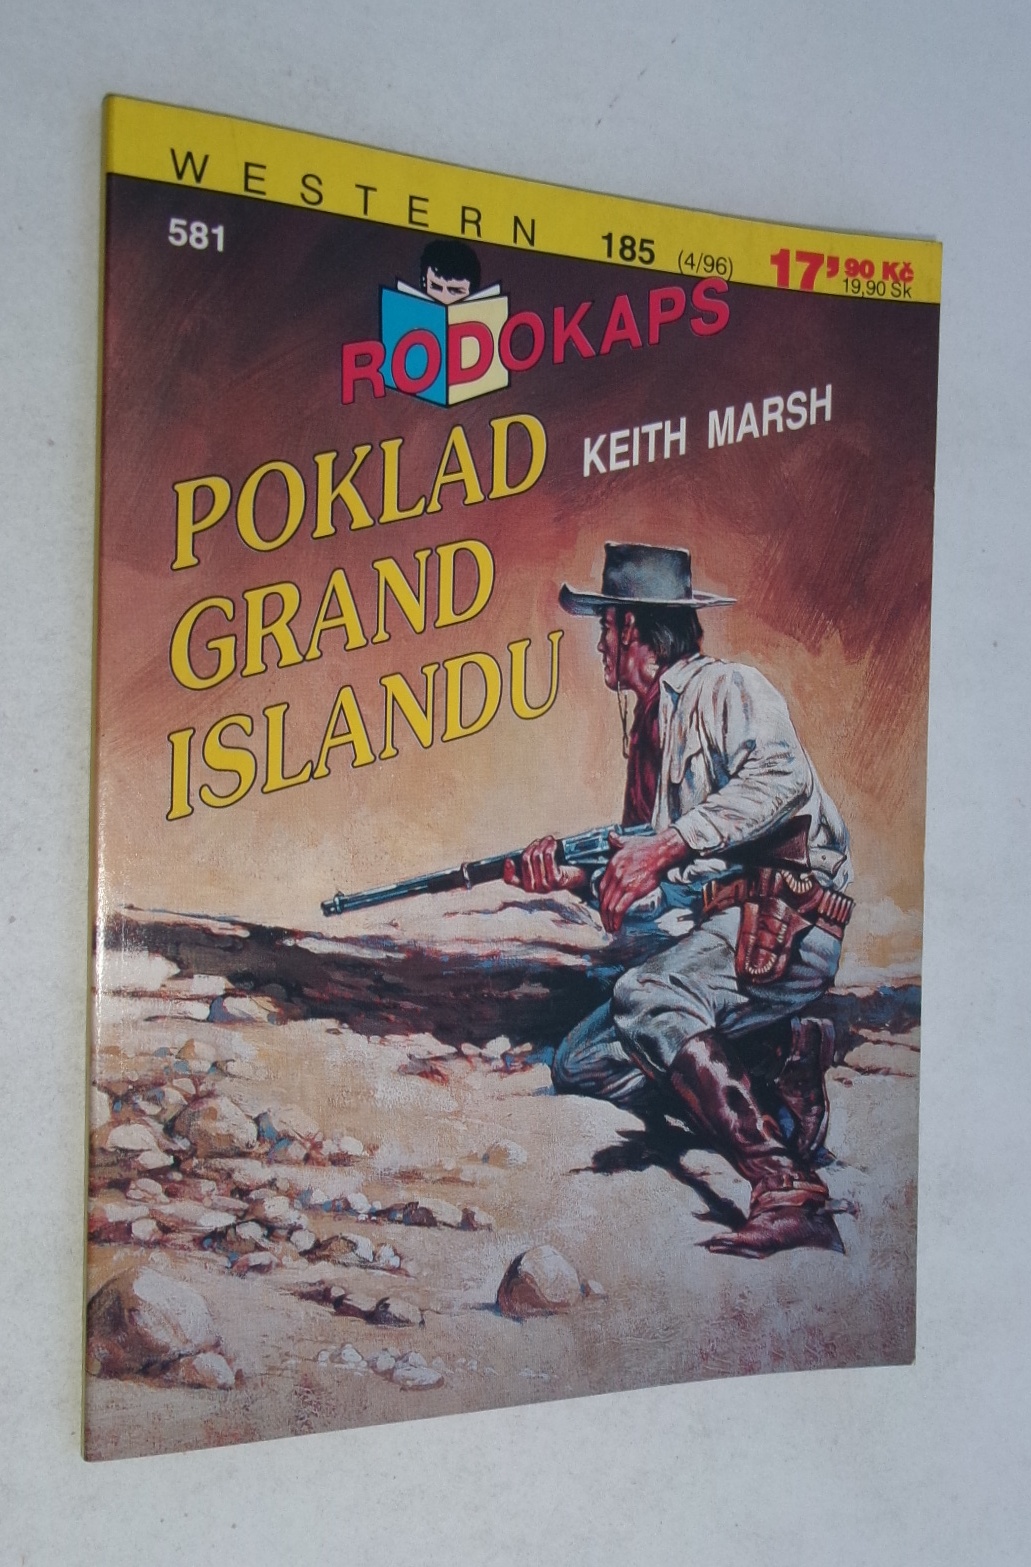 WESTERN 185 (4/96) 17,90 Kč
19,90 Sk
581
RODOKAPS
KEITH MARSH
POKLAD
GRAND
ISLANDU